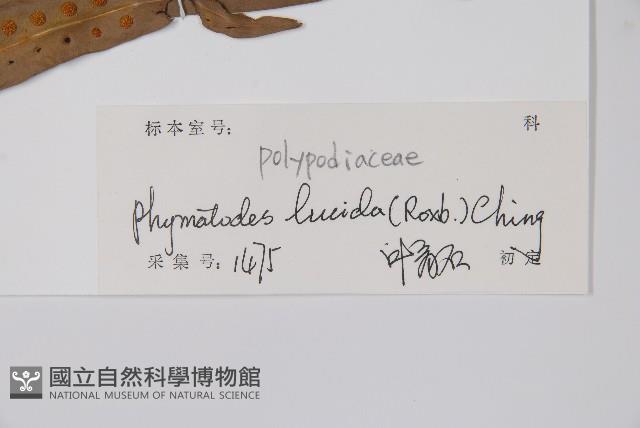 标本室号: 科
polypodiaceae
Phymatodes lucida (Roxb.) Ching
采集号: 1475 初定
國立自然科學博物館
NATIONAL MUSEUM OF NATURAL SCIENCE